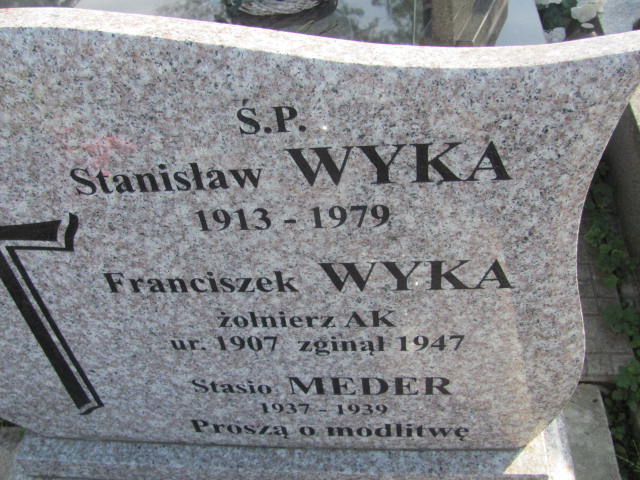 Ś.P.
Stanisław WYKA
1913 - 1979
Franciszek WYKA
żołnierz AK
ur. 1907 zginął 1947
Stasio MEDER
1937 - 1939
Proszą o modlitwę